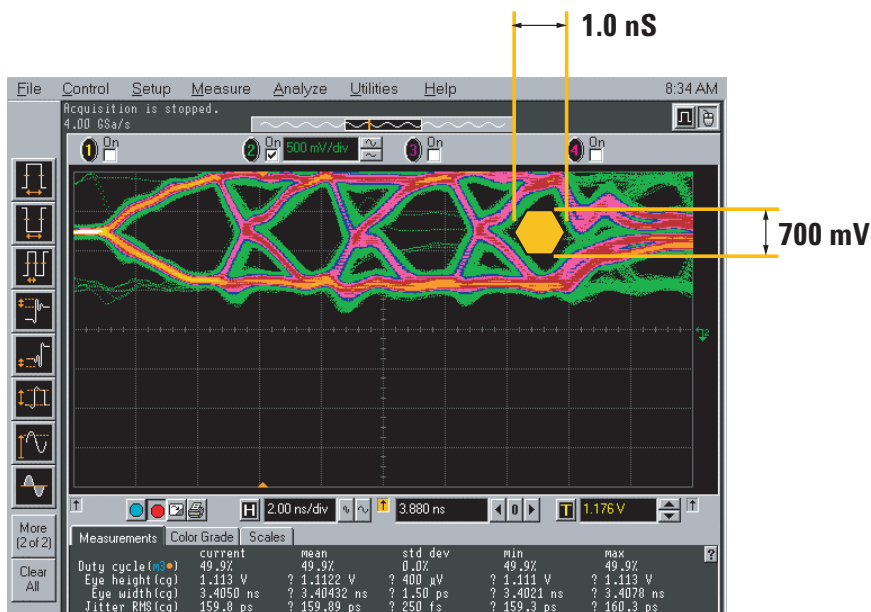 1.0 nS
File Control Setup Measure Analyze Utilities Help 8:34 AM
Acquisition is stopped.
4.00 GSa/s
1 On 2 On 500 mV/div 3 On 4 On
700 mV
2
H 2.00 ns/div 3.880 ns 0 T 1.176 V
More
(2 of 2)
Clear
All
Measurements Color Grade Scales ?
current mean std dev min max
Duty cycle(m3) 49.9% 49.9% 0.0% 49.9% 49.9%
Eye height(cg) 1.113 V ? 1.1122 V ? 400 µV ? 1.111 V ? 1.113 V
Eye width(cg) 3.4050 ns ? 3.40432 ns ? 1.50 ps ? 3.4021 ns ? 3.4078 ns
Jitter RMS(cg) 159.8 ps ? 159.89 ps ? 250 fs ? 159.3 ps ? 160.3 ps